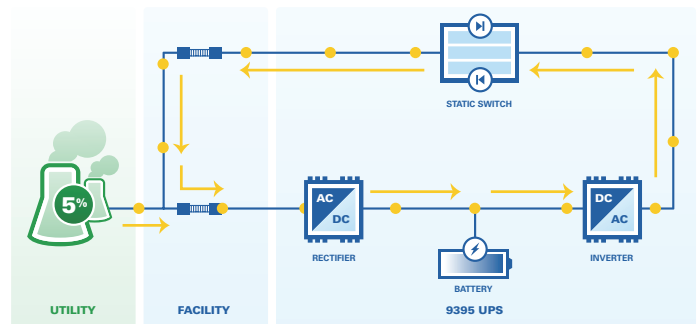 STATIC SWITCH
5%
AC
DC
DC
AC
RECTIFIER
INVERTER
BATTERY
UTILITY
FACILITY
9395 UPS